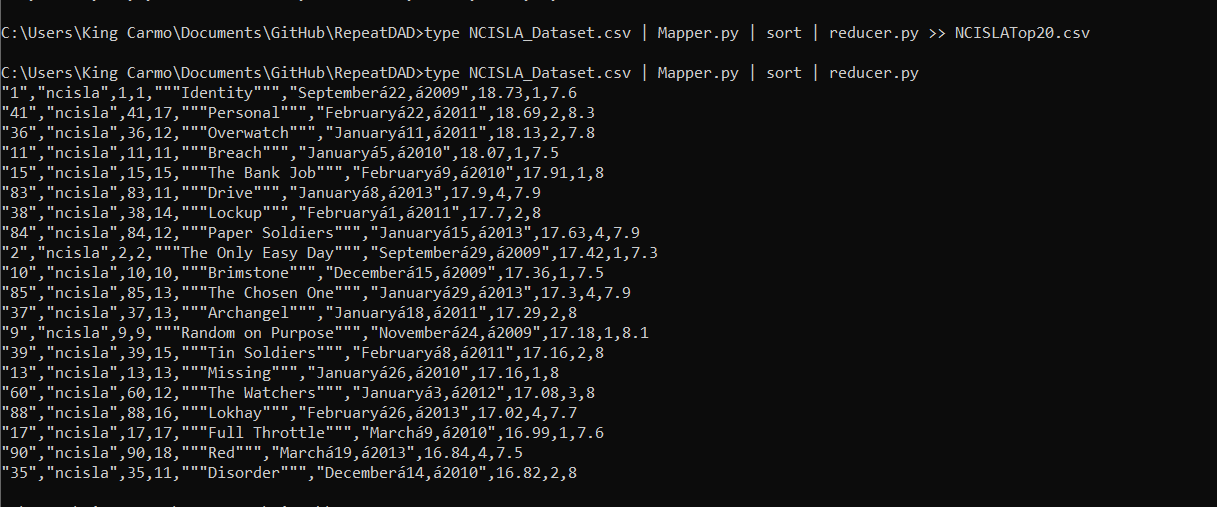 C:\Users\King Carmo\Documents\GitHub\RepeatDAD>type NCISLA_Dataset.csv | Mapper.py | sort | reducer.py >> NCISLATop20.csv
C:\Users\King Carmo\Documents\GitHub\RepeatDAD>type NCISLA_Dataset.csv | Mapper.py | sort | reducer.py
"1","ncisla",1,1,"""Identity""","Septemberá22,á2009",18.73,1,7.6
"41","ncisla",41,17,"""Personal""","Februaryá22,á2011",18.69,2,8.3
"36","ncisla",36,12,"""Overwatch""","Januaryá11,á2011",18.13,2,7.8
"11","ncisla",11,11,"""Breach""","Januaryá5,á2010",18.07,1,7.5
"15","ncisla",15,15,"""The Bank Job""","Februaryá9,á2010",17.91,1,8
"83","ncisla",83,11,"""Drive""","Januaryá8,á2013",17.9,4,7.9
"38","ncisla",38,14,"""Lockup""","Februaryá1,á2011",17.7,2,8
"84","ncisla",84,12,"""Paper Soldiers""","Januaryá15,á2013",17.63,4,7.9
"2","ncisla",2,2,"""The Only Easy Day""","Septemberá29,á2009",17.42,1,7.3
"10","ncisla",10,10,"""Brimstone""","Decemberá15,á2009",17.36,1,7.5
"85","ncisla",85,13,"""The Chosen One""","Januaryá29,á2013",17.3,4,7.9
"37","ncisla",37,13,"""Archangel""","Januaryá18,á2011",17.29,2,8
"9","ncisla",9,9,"""Random on Purpose""","Novemberá24,á2009",17.18,1,8.1
"39","ncisla",39,15,"""Tin Soldiers""","Februaryá8,á2011",17.16,2,8
"13","ncisla",13,13,"""Missing""","Januaryá26,á2010",17.16,1,8
"60","ncisla",60,12,"""The Watchers""","Januaryá3,á2012",17.08,3,8
"88","ncisla",88,16,"""Lokhay""","Februaryá26,á2013",17.02,4,7.7
"17","ncisla",17,17,"""Full Throttle""","Marchá9,á2010",16.99,1,7.6
"90","ncisla",90,18,"""Red""","Marchá19,á2013",16.84,4,7.5
"35","ncisla",35,11,"""Disorder""","Decemberá14,á2010",16.82,2,8